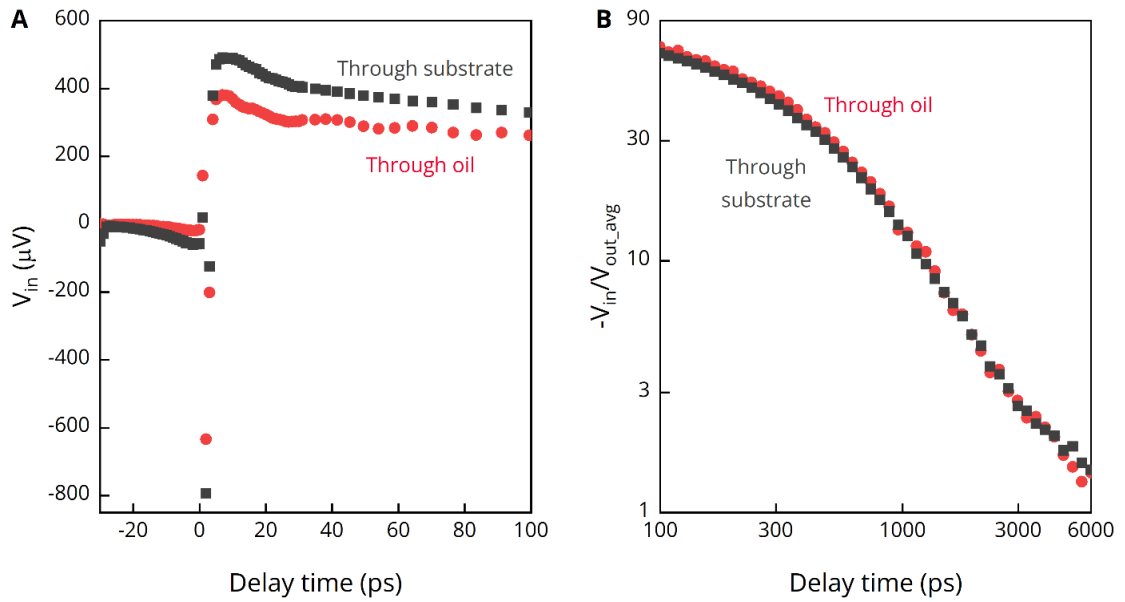 A
600
400
200
0
-200
-400
-600
-800
-20
0
20
40
60
80
100
V_in (μV)
Delay time (ps)
Through substrate
Through oil
B
90
30
10
3
1
100
300
1000
3000
6000
-V_in/V_out_avg
Delay time (ps)
Through oil
Through
substrate